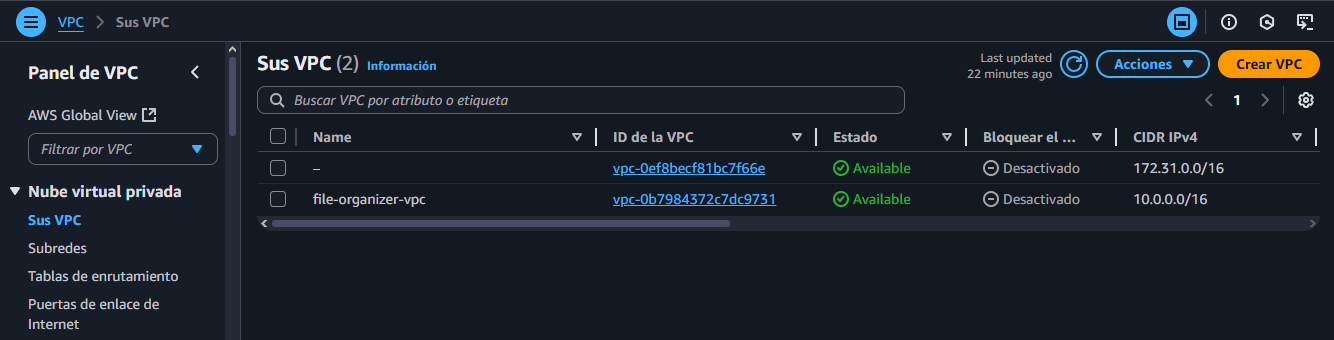 VPC > Sus VPC
Panel de VPC
AWS Global View
Filtrar por VPC
Nube virtual privada
Sus VPC
Subredes
Tablas de enrutamiento
Puertas de enlace de
Internet
Sus VPC (2) Información
Last updated
22 minutes ago
Acciones
Crear VPC
Buscar VPC por atributo o etiqueta
1
Name ID de la VPC Estado Bloquear el ... CIDR IPv4
– vpc-0ef8becf81bc7f66e Available Desactivado 172.31.0.0/16
file-organizer-vpc vpc-0b7984372c7dc9731 Available Desactivado 10.0.0.0/16